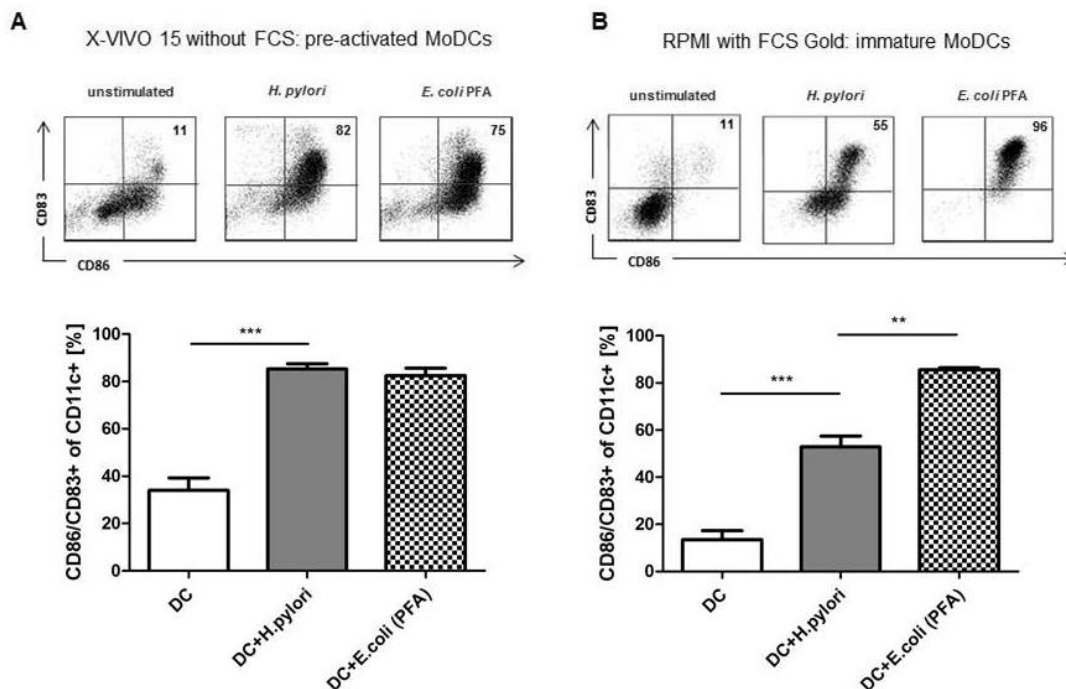 A
X-VIVO 15 without FCS: pre-activated MoDCs
unstimulated
H. pylori
E. coli PFA
11
82
75
CD83
CD86
CD86/CD83+ of CD11c+ [%]
100
80
60
40
20
0
***
DC
DC+H.pylori
DC+E.coli (PFA)
B
RPMI with FCS Gold: immature MoDCs
unstimulated
H. pylori
E. coli PFA
11
55
96
CD83
CD86
CD86/CD83+ of CD11c+ [%]
100
80
60
40
20
0
**
***
DC
DC+H.pylori
DC+E.coli (PFA)